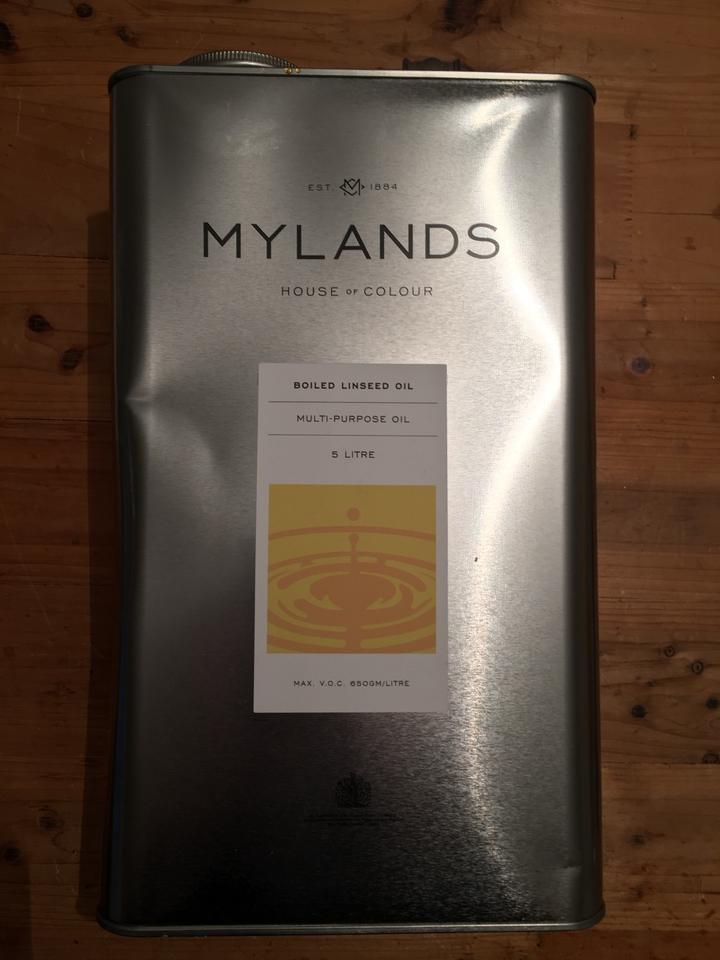 EST. 1884
MYLANDS
HOUSE OF COLOUR
BOILED LINSEED OIL
MULTI-PURPOSE OIL
5 LITRE
MAX. V.O.C. 650GM/LITRE